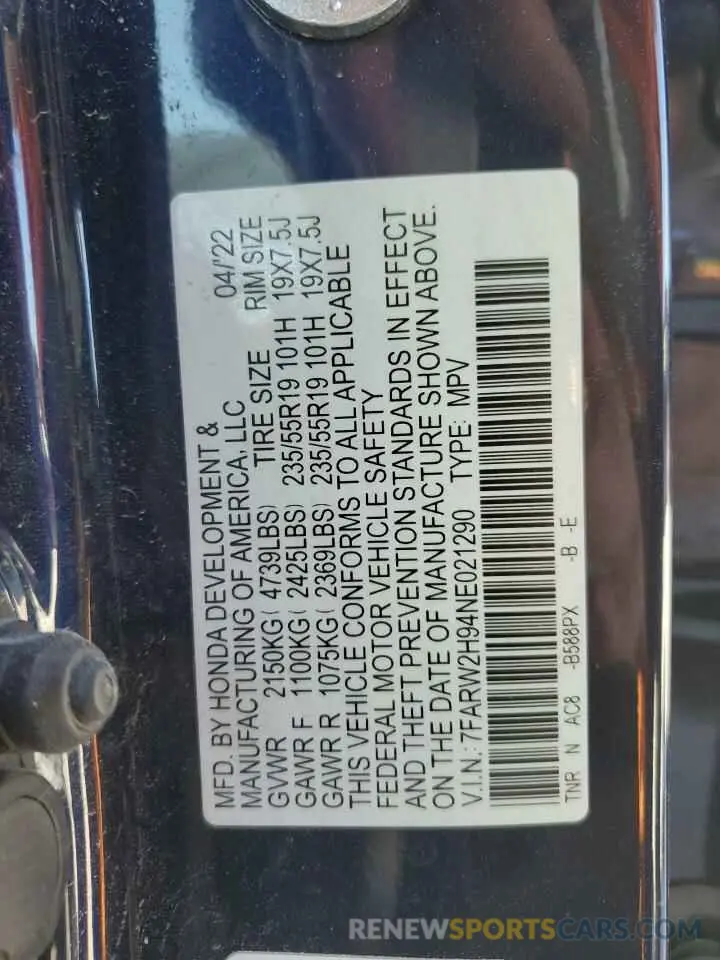 MFD. BY HONDA DEVELOPMENT &
MANUFACTURING OF AMERICA, LLC 04/'22
GVWR 2150KG( 4739LBS) TIRE SIZE RIM SIZE
GAWR F 1100KG( 2425LBS) 235/55R19 101H 19X7.5J
GAWR R 1075KG( 2369LBS) 235/55R19 101H 19X7.5J
THIS VEHICLE CONFORMS TO ALL APPLICABLE
FEDERAL MOTOR VEHICLE SAFETY
AND THEFT PREVENTION STANDARDS IN EFFECT
ON THE DATE OF MANUFACTURE SHOWN ABOVE.
V.I.N.: 7FARW2H94NE021290 TYPE: MPV
TNR N AC8 -B588PX -B -E
RENEWSPORTSCARS.COM